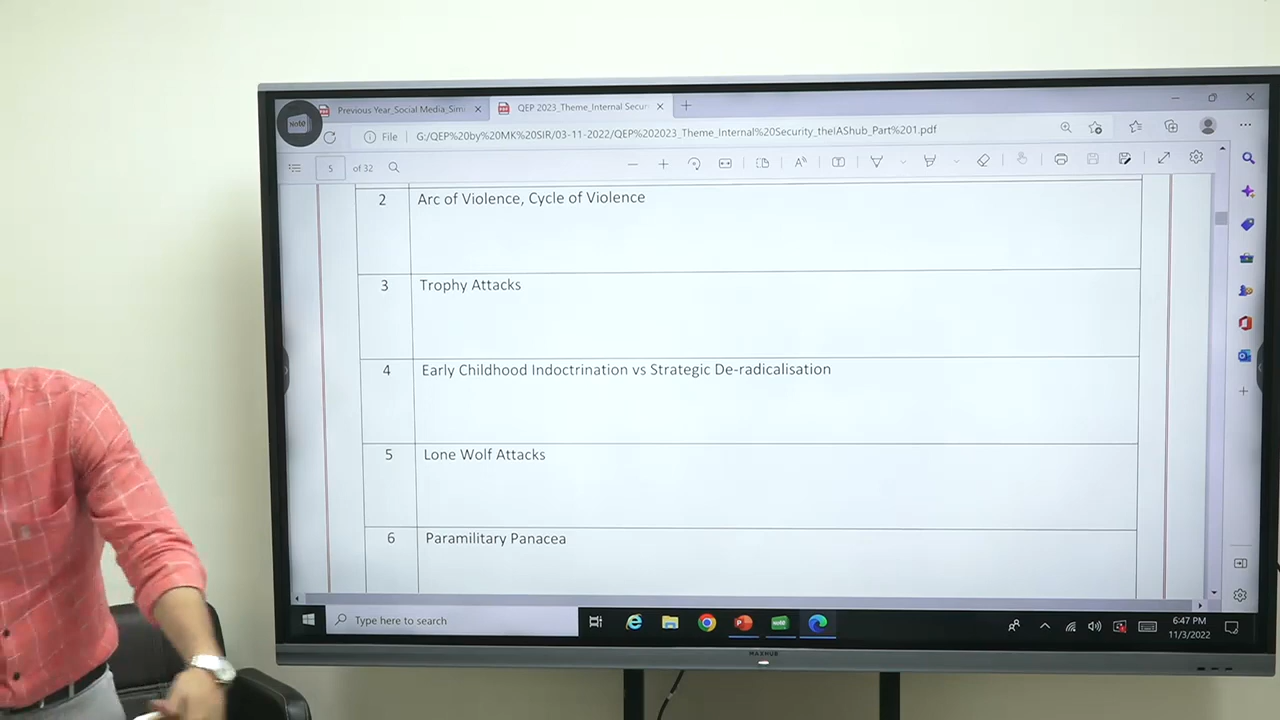 Previous Year_Social Media_Sim
QEP 2023_Theme_Internal Secur
Note
File
G:/QEP%20by%20MK%20SIR/03-11-2022/QEP%202023_Theme_Internal%20Security_theIAShub_Part%201.pdf
5 of 32
2 Arc of Violence, Cycle of Violence
3 Trophy Attacks
4 Early Childhood Indoctrination vs Strategic De-radicalisation
5 Lone Wolf Attacks
6 Paramilitary Panacea
Type here to search
6:47 PM
11/3/2022
MAXHUB